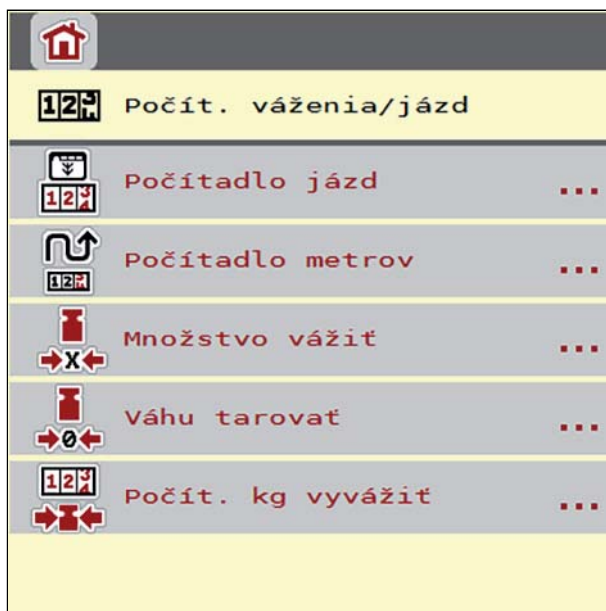 Počít. váženia/jázd
Počítadlo jázd ...
Počítadlo metrov ...
Množstvo vážiť ...
Váhu tarovať ...
Počít. kg vyvážiť ...